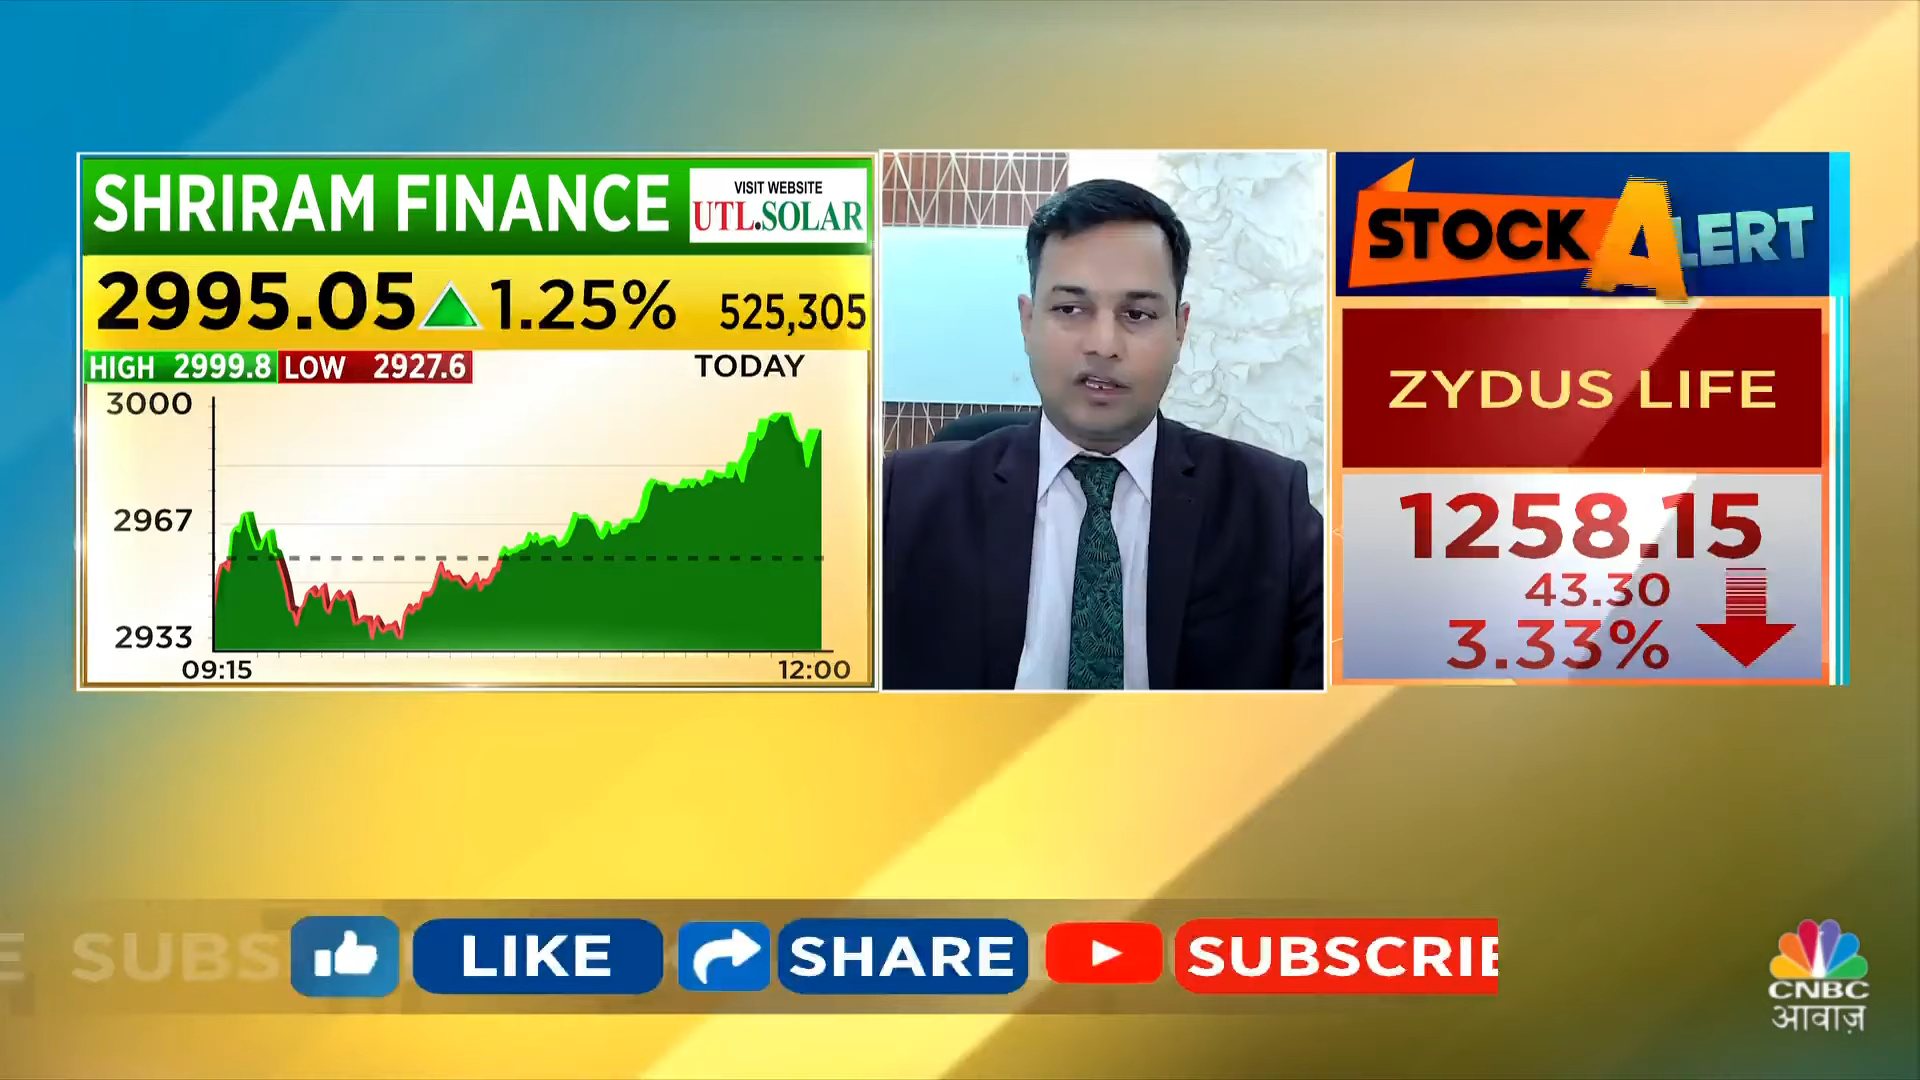 SHRIRAM FINANCE
VISIT WEBSITE
UTL.SOLAR
2995.05 1.25% 525,305
HIGH 2999.8 LOW 2927.6 TODAY
3000
2967
2933
09:15 12:00
STOCK ALERT
ZYDUS LIFE
1258.15
43.30
3.33%
E SUBS LIKE SHARE SUBSCRIB
CNBC
आवाज़